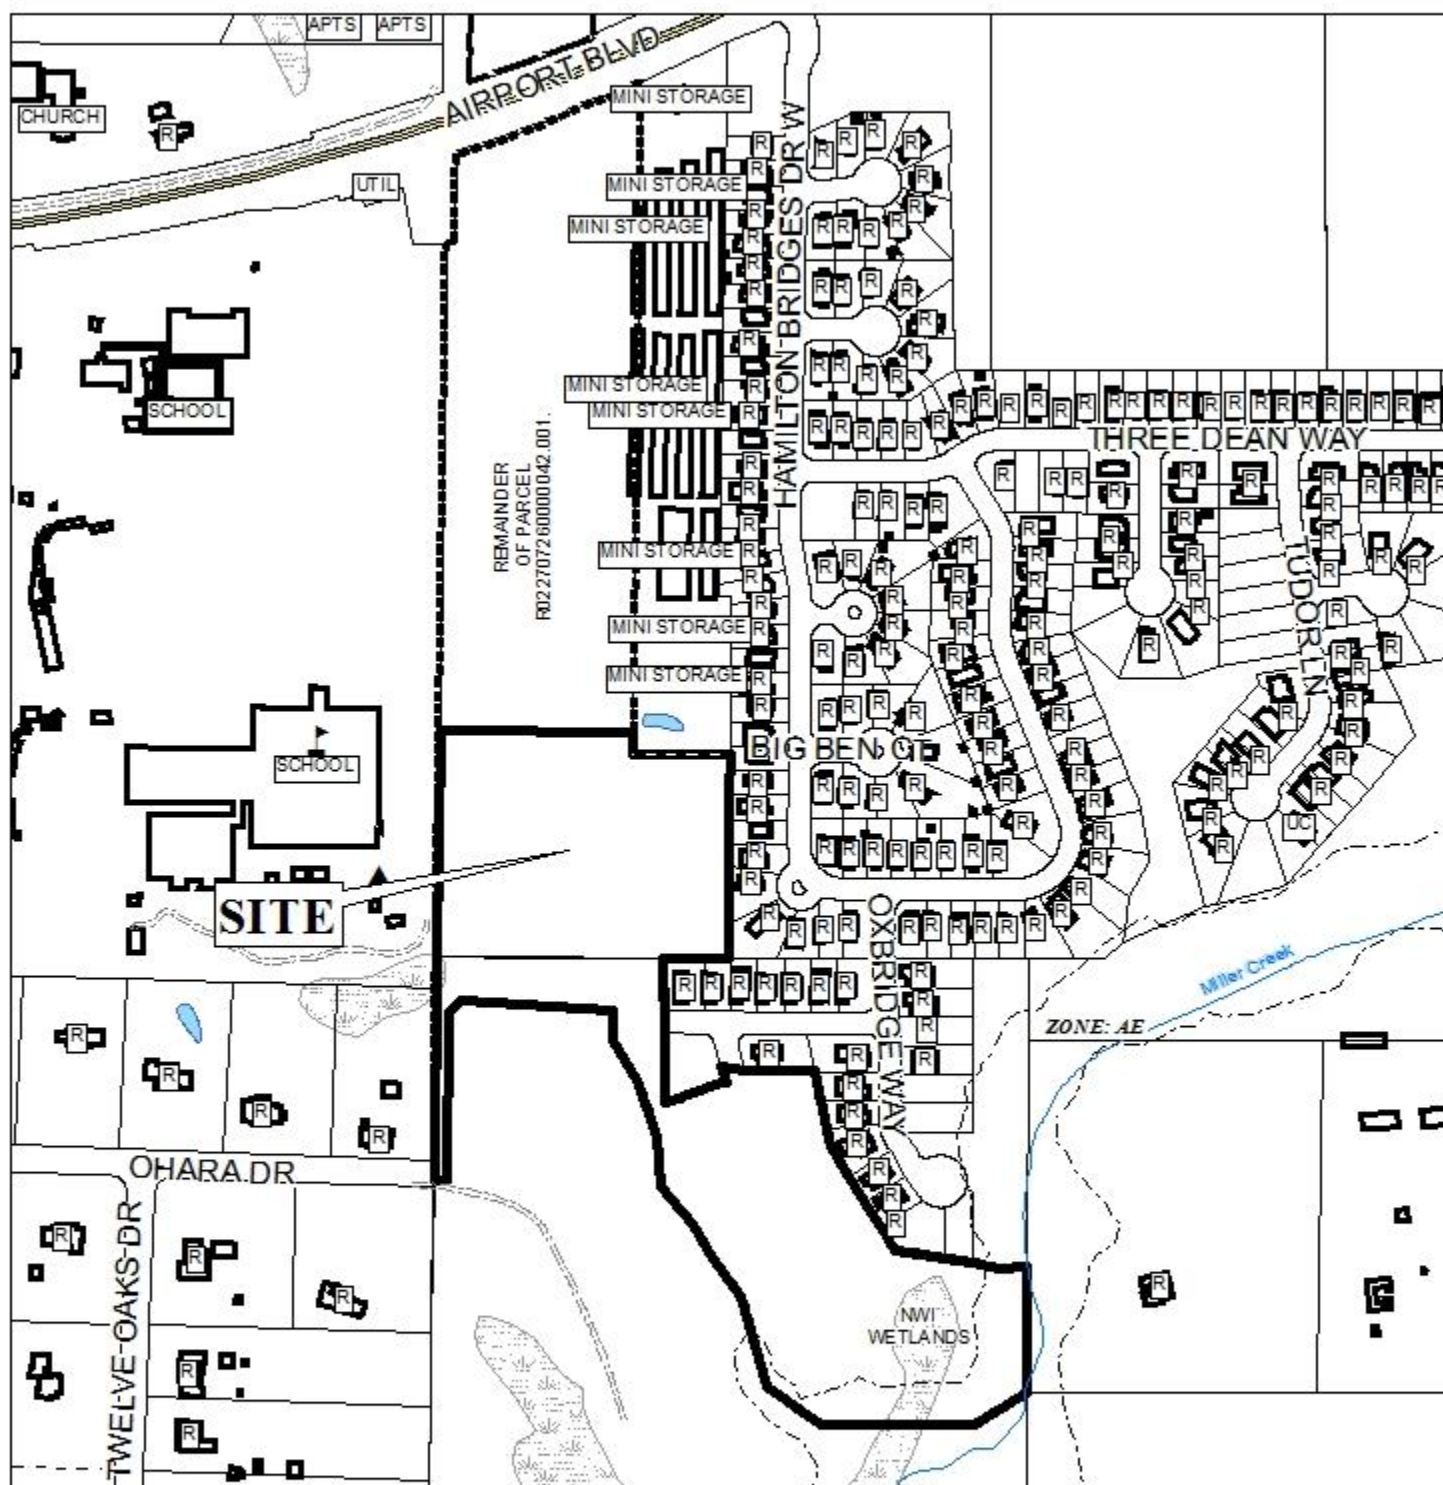 APTS APTS
AIRPORT BLVD
CHURCH
R
UTIL
MINI STORAGE
MINI STORAGE
MINI STORAGE
MINI STORAGE
MINI STORAGE
MINI STORAGE
MINI STORAGE
MINI STORAGE
HAMILTON BRIDGES DR W
R R R R R
R R R
R R R R R R
R R
R R R R R
R R
R R R R R R
R R R R R R R
R R R R R R R R R R R R R R R R R R R R
THREE DEAN WAY
SCHOOL
REMAINDER
OF PARCEL
R022707260000042.001.
R R R R R R R R R R R
R R R R R R R
R R R R R R R
R R R R R R R
TUDOR LN
R R R R R R R
R R R R R R R
R R R R R R R
BIG BEN CT
SCHOOL
R R R R R R R
R R R R R R R
R R R R R R R R R
UC
SITE
OXBRIDGE WAY
R R R R R R R R R
Miller Creek
R R R R R R R R
ZONE: AE
R R R R
R R R R
R R R
OHARA DR
TWELVE OAKS DR
R R R R
R R
R
R
NWI
WETLANDS